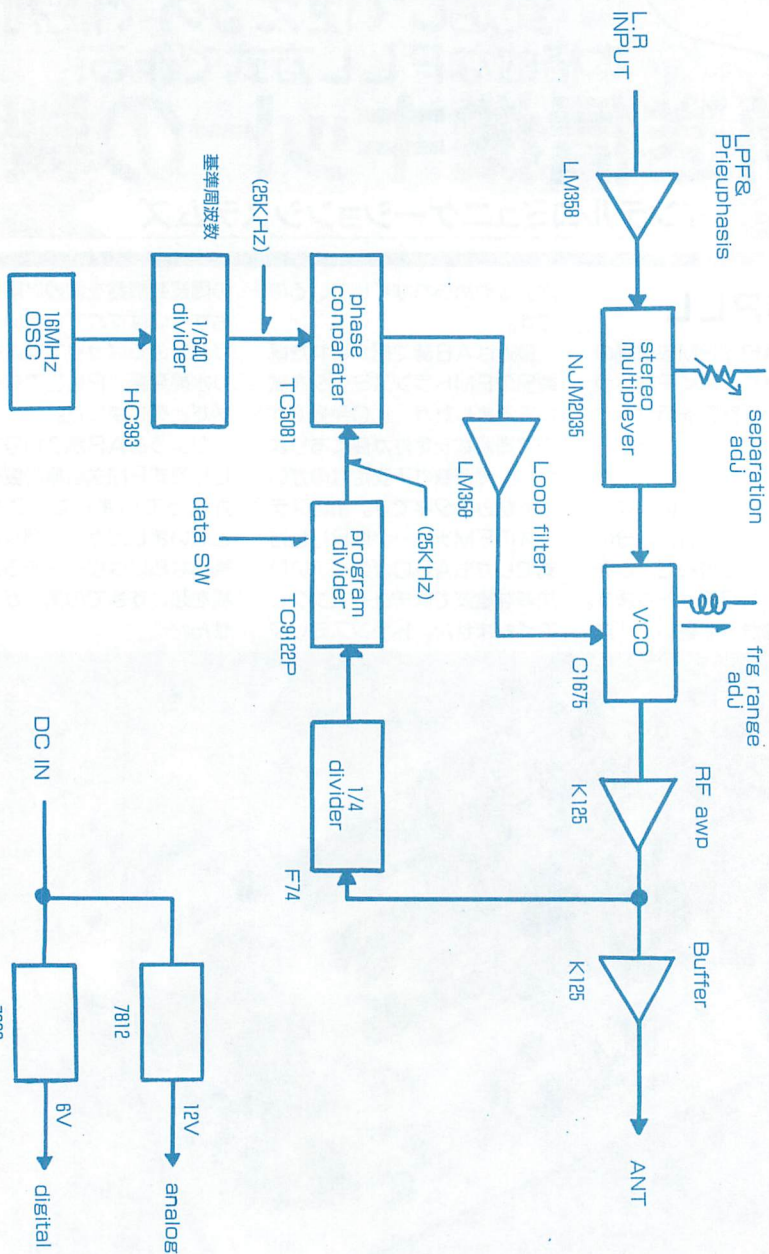 L.R
INPUT
LPF&
Prieuphasis
LM358
stereo
multipleyer
NJM2035
separation
adj
VCO
C1675
frg range
adj
RF awp
K125
Buffer
K125
ANT
Loop filter
LM358
phase
conparater
TC5081
(25KHz)
(25KHz)
基準周波数
1/640
divider
HC393
16MHz
OSC
program
divider
TC9122P
data SW
1/4
divider
F74
DC IN
7812
12V
analog
6V
digital